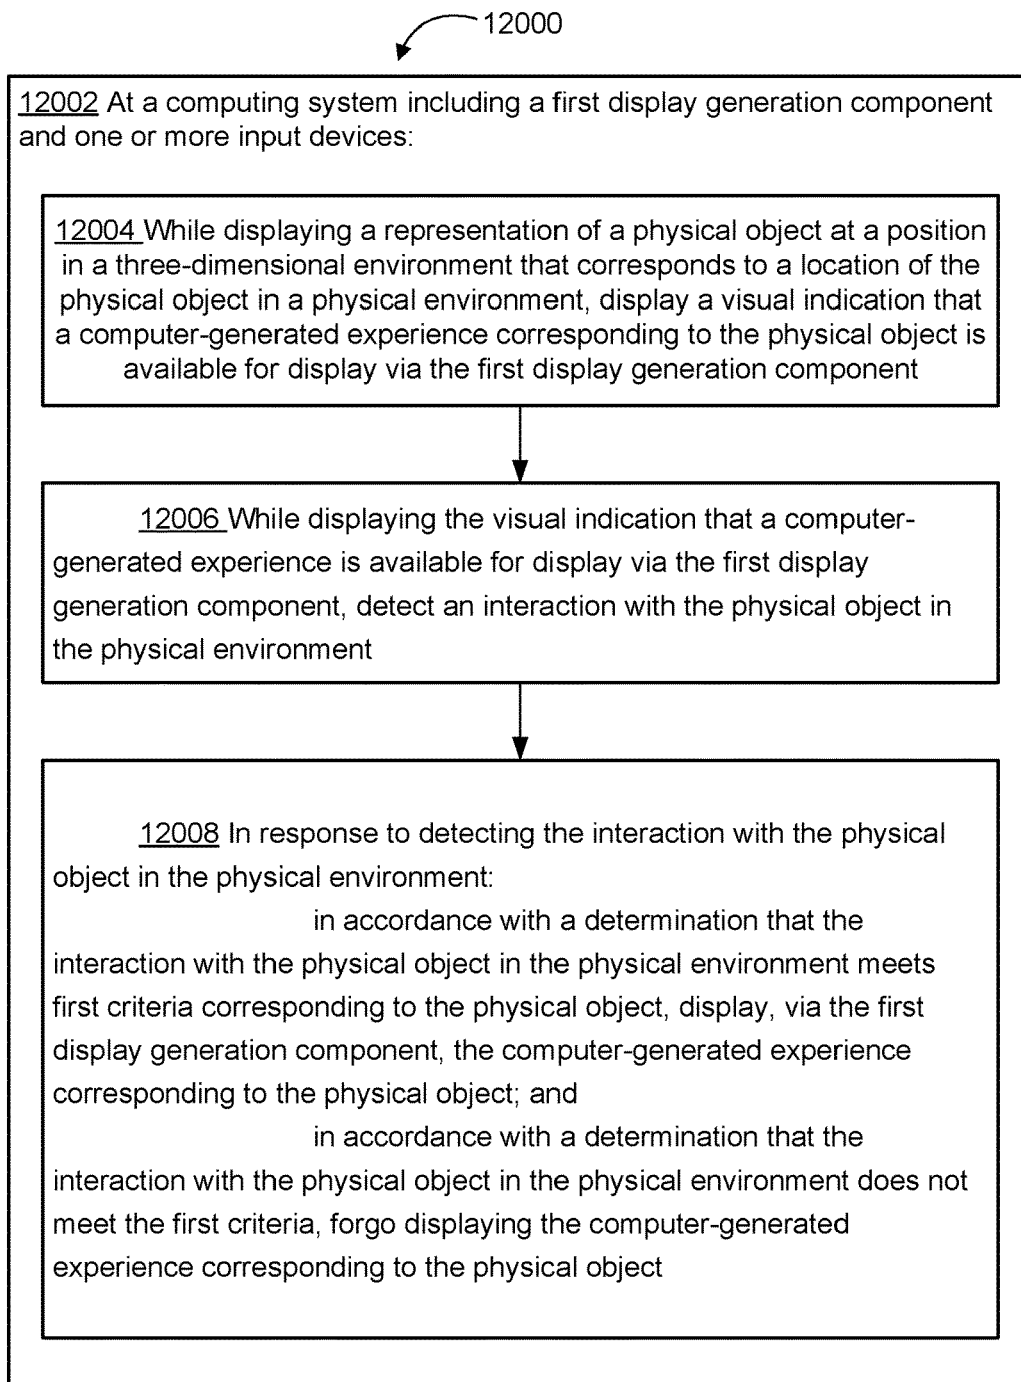 12000
12002 At a computing system including a first display generation component
and one or more input devices:
12004 While displaying a representation of a physical object at a position
in a three-dimensional environment that corresponds to a location of the
physical object in a physical environment, display a visual indication that
a computer-generated experience corresponding to the physical object is
available for display via the first display generation component
12006 While displaying the visual indication that a computer-
generated experience is available for display via the first display
generation component, detect an interaction with the physical object in
the physical environment
12008 In response to detecting the interaction with the physical
object in the physical environment:
in accordance with a determination that the
interaction with the physical object in the physical environment meets
first criteria corresponding to the physical object, display, via the first
display generation component, the computer-generated experience
corresponding to the physical object; and
in accordance with a determination that the
interaction with the physical object in the physical environment does not
meet the first criteria, forgo displaying the computer-generated
experience corresponding to the physical object